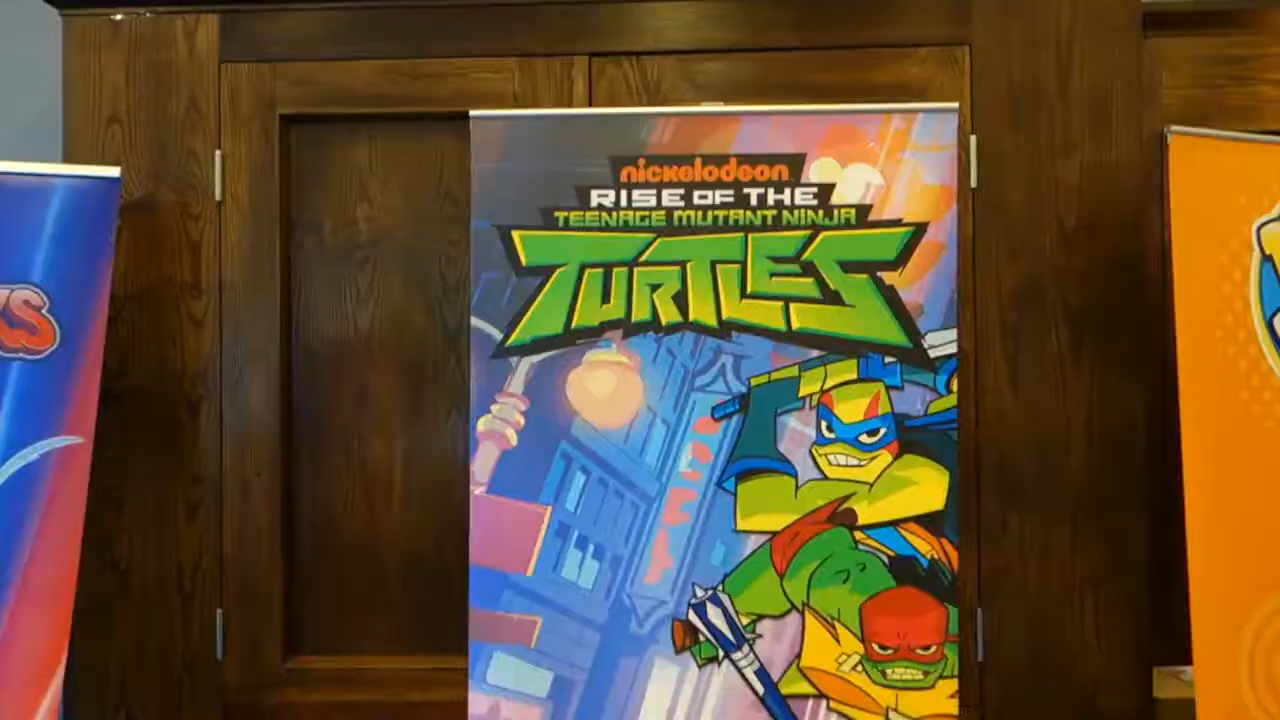 nickelodeon
RISE OF THE
TEENAGE MUTANT NINJA
TURTLES